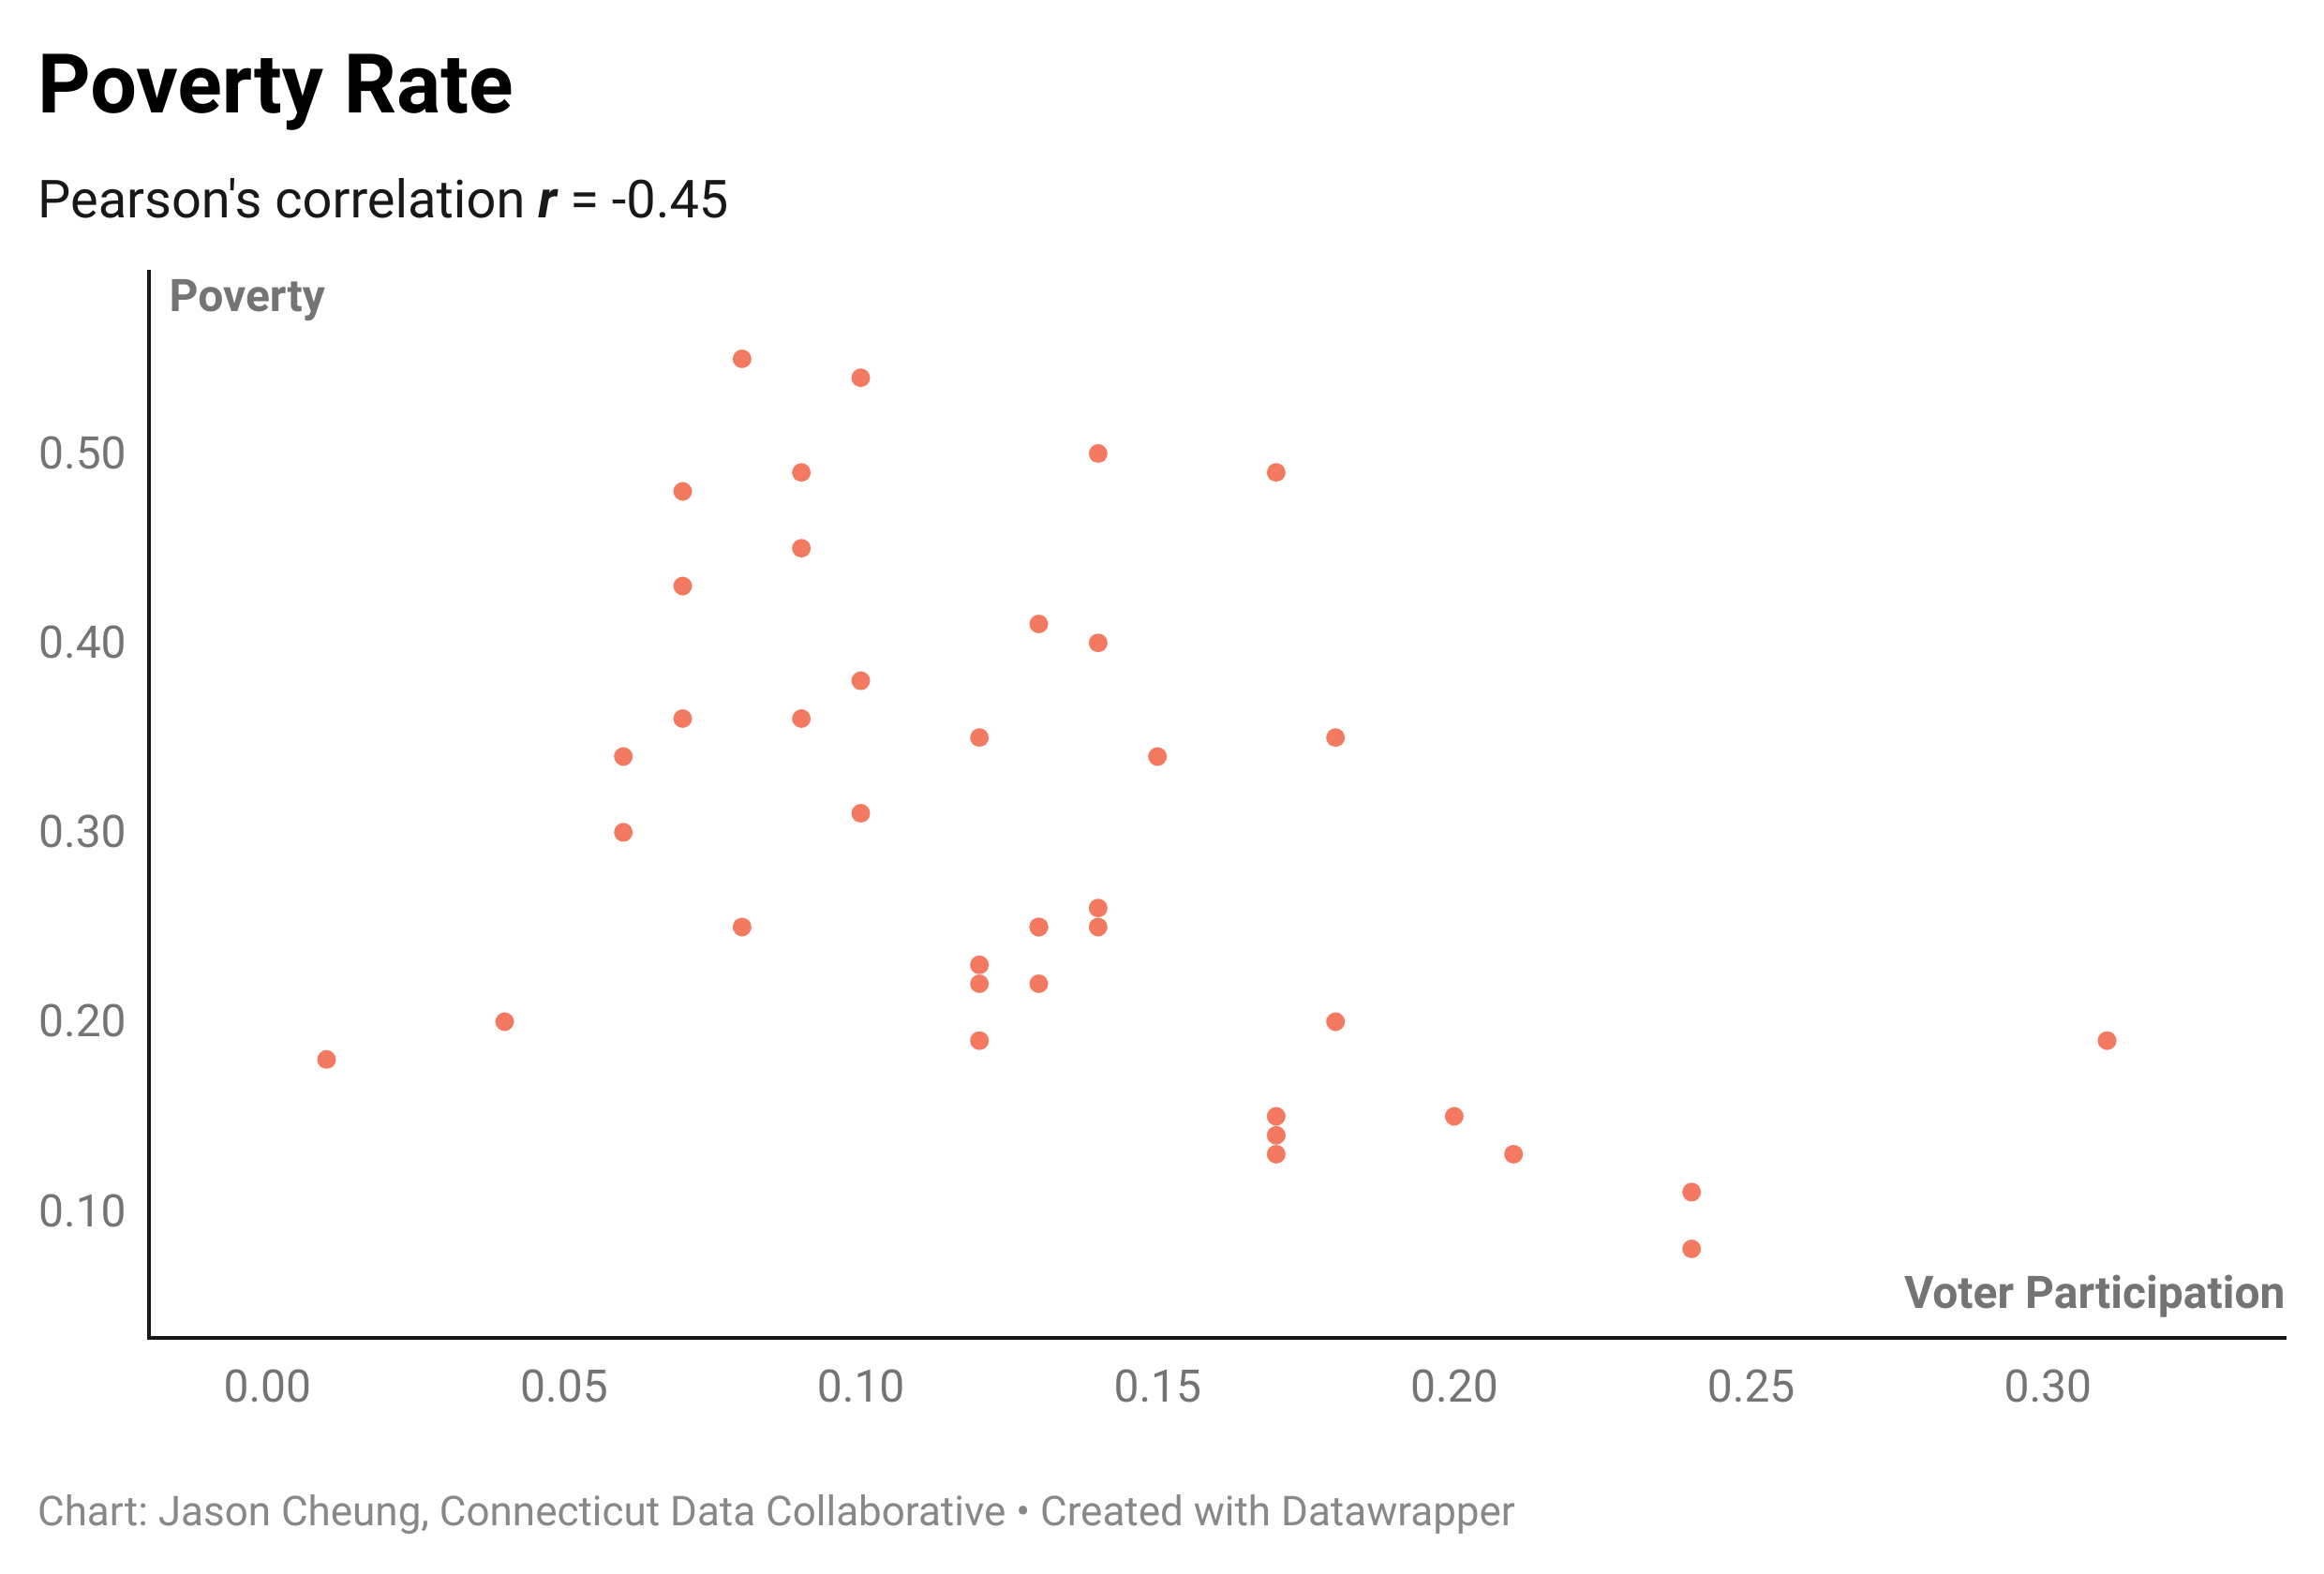 Poverty Rate
Pearson's correlation r = -0.45
Poverty
0.50
0.40
0.30
0.20
0.10
Voter Participation
0.00 0.05 0.10 0.15 0.20 0.25 0.30
Chart: Jason Cheung, Connecticut Data Collaborative • Created with Datawrapper